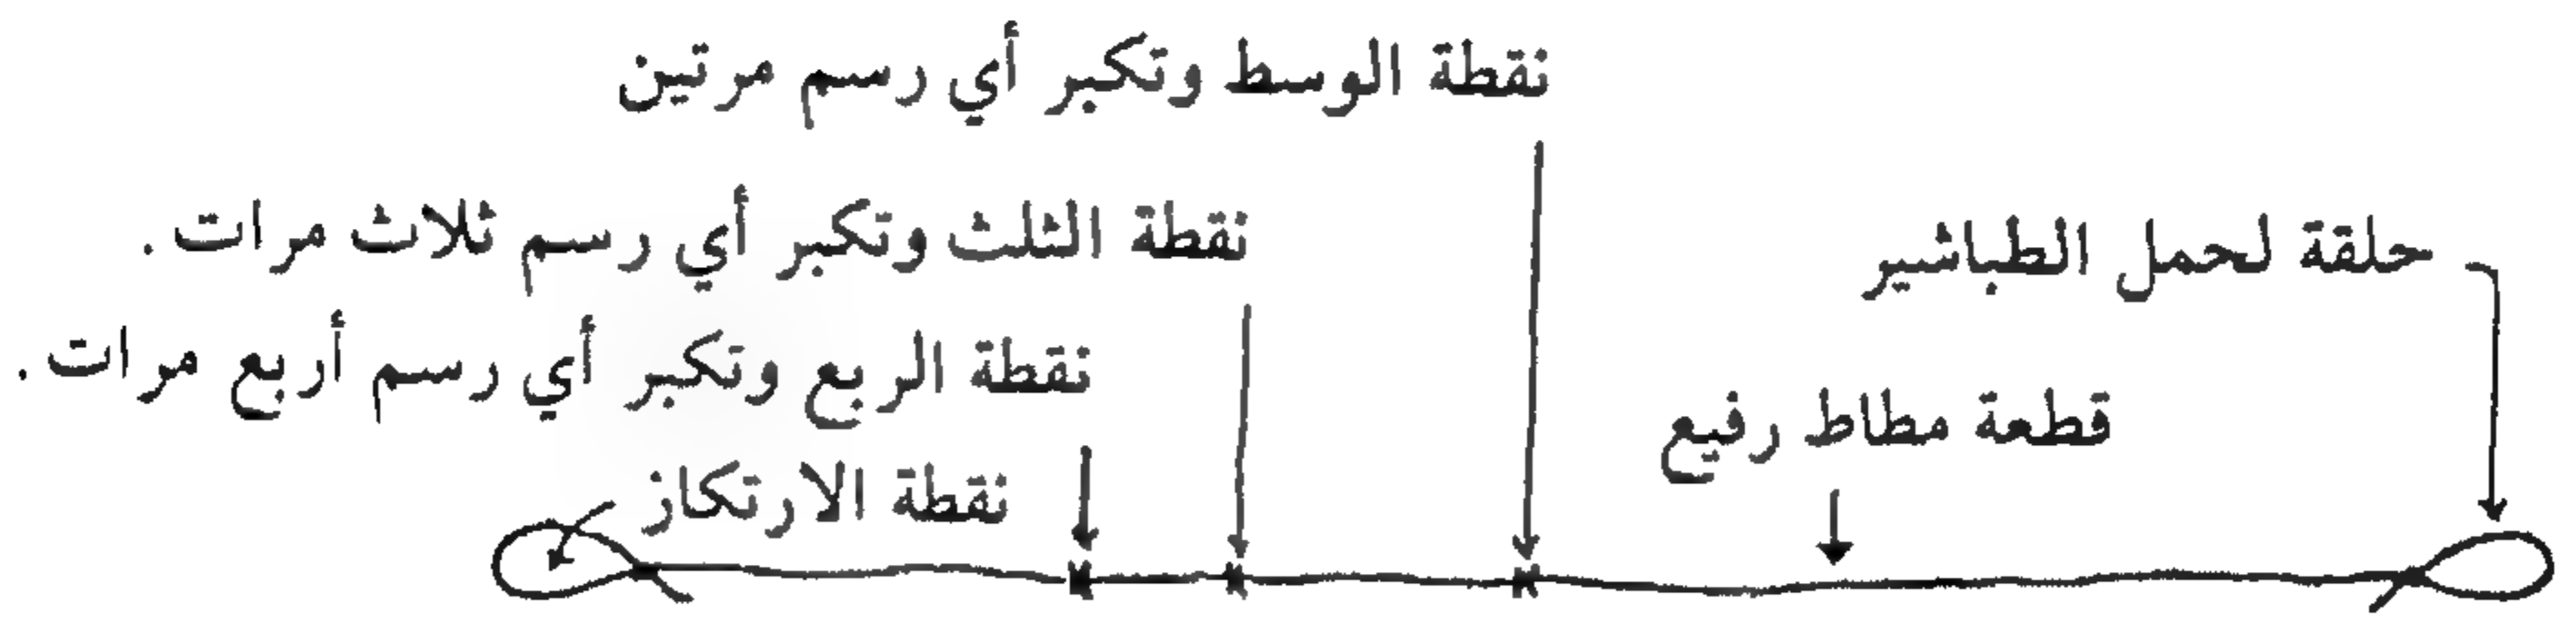 نقطة الوسط وتكبر أي رسم مرتين
نقطة الثلث وتكبر أي رسم ثلاث مرات .
حلقة لحمل الطباشير
نقطة الربع وتكبر أي رسم أربع مرات .
قطعة مطاط رفيع
نقطة الارتكاز